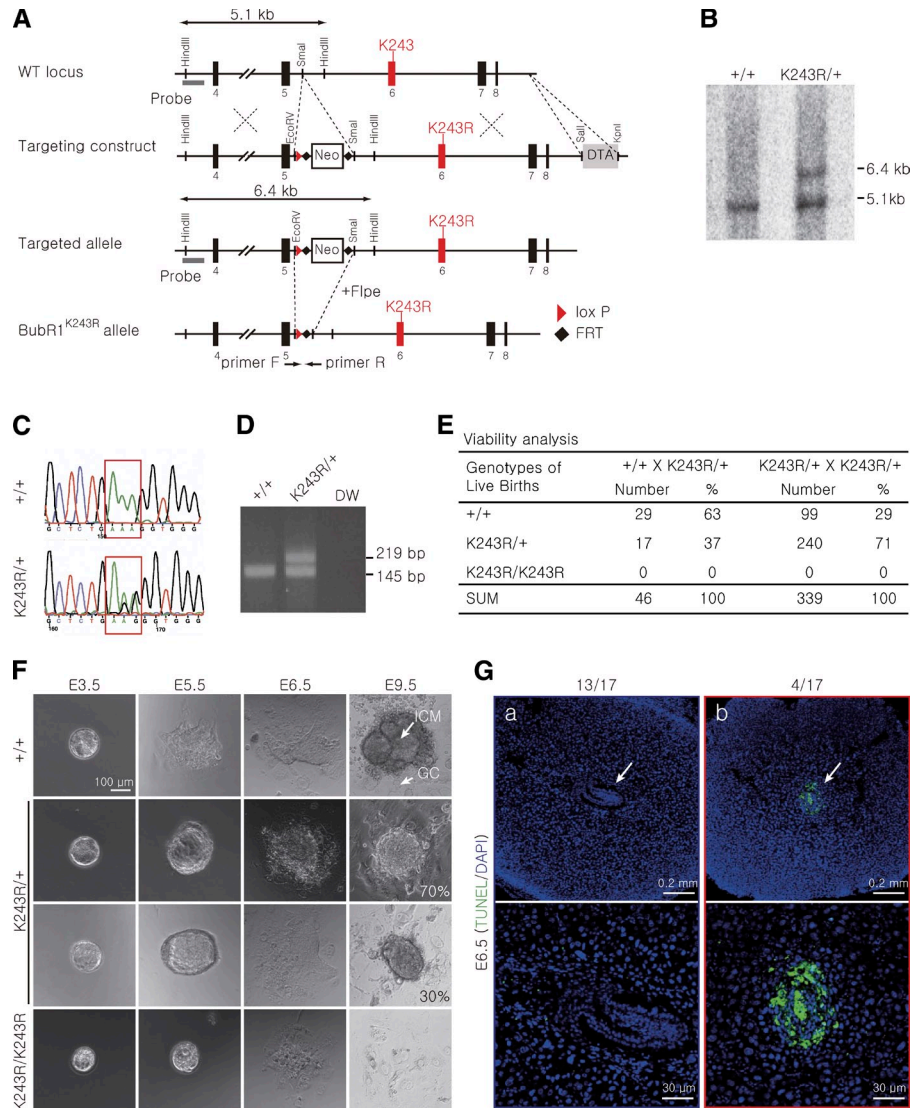 A
5.1 kb
HindIII
SmaI
HindIII
K243
WT locus
Probe
4
5
6
7
8
EcoRV
SalI
KpnI
K243R
Targeting construct
HindIII
Neo
SmaI
HindIII
DTA
4
5
6
7
8
6.4 kb
HindIII
EcoRV
SmaI
HindIII
K243R
Targeted allele
Neo
Probe
4
5
6
7
8
+Flpe
K243R
BubR1K243R allele
4
5
6
7
8
primer F
primer R
lox P
FRT
B
+/+
K243R/+
6.4 kb
5.1kb
C
+/+
G C T C T G A A A G G T G G G
150
K243R/+
G C T C T G A A G G G T G G G
160
170
D
+/+
K243R/+
DW
219 bp
145 bp
E
Viability analysis
Genotypes of Live Births
+/+ X K243R/+
K243R/+ X K243R/+
Number % Number %
+/+ 29 63 99 29
K243R/+ 17 37 240 71
K243R/K243R 0 0 0 0
SUM 46 100 339 100
F
E3.5
E5.5
E6.5
E9.5
+/+
100 µm
ICM
GC
K243R/+
70%
30%
K243R/K243R
G
13/17
4/17
a
b
0.2 mm
0.2 mm
E6.5 (TUNEL/DAPI)
30 µm
30 µm